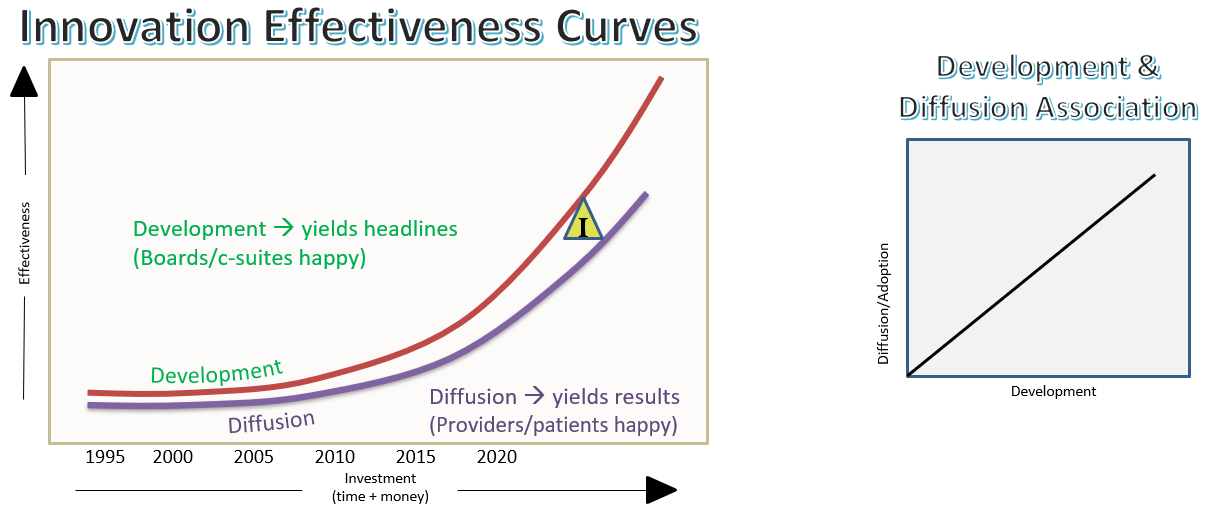 Innovation Effectiveness Curves
Effectiveness
Development → yields headlines
(Boards/c-suites happy)
I
Development
Diffusion
Diffusion → yields results
(Providers/patients happy)
1995 2000 2005 2010 2015 2020
Investment
(time + money)
Development &
Diffusion Association
Diffusion/Adoption
Development